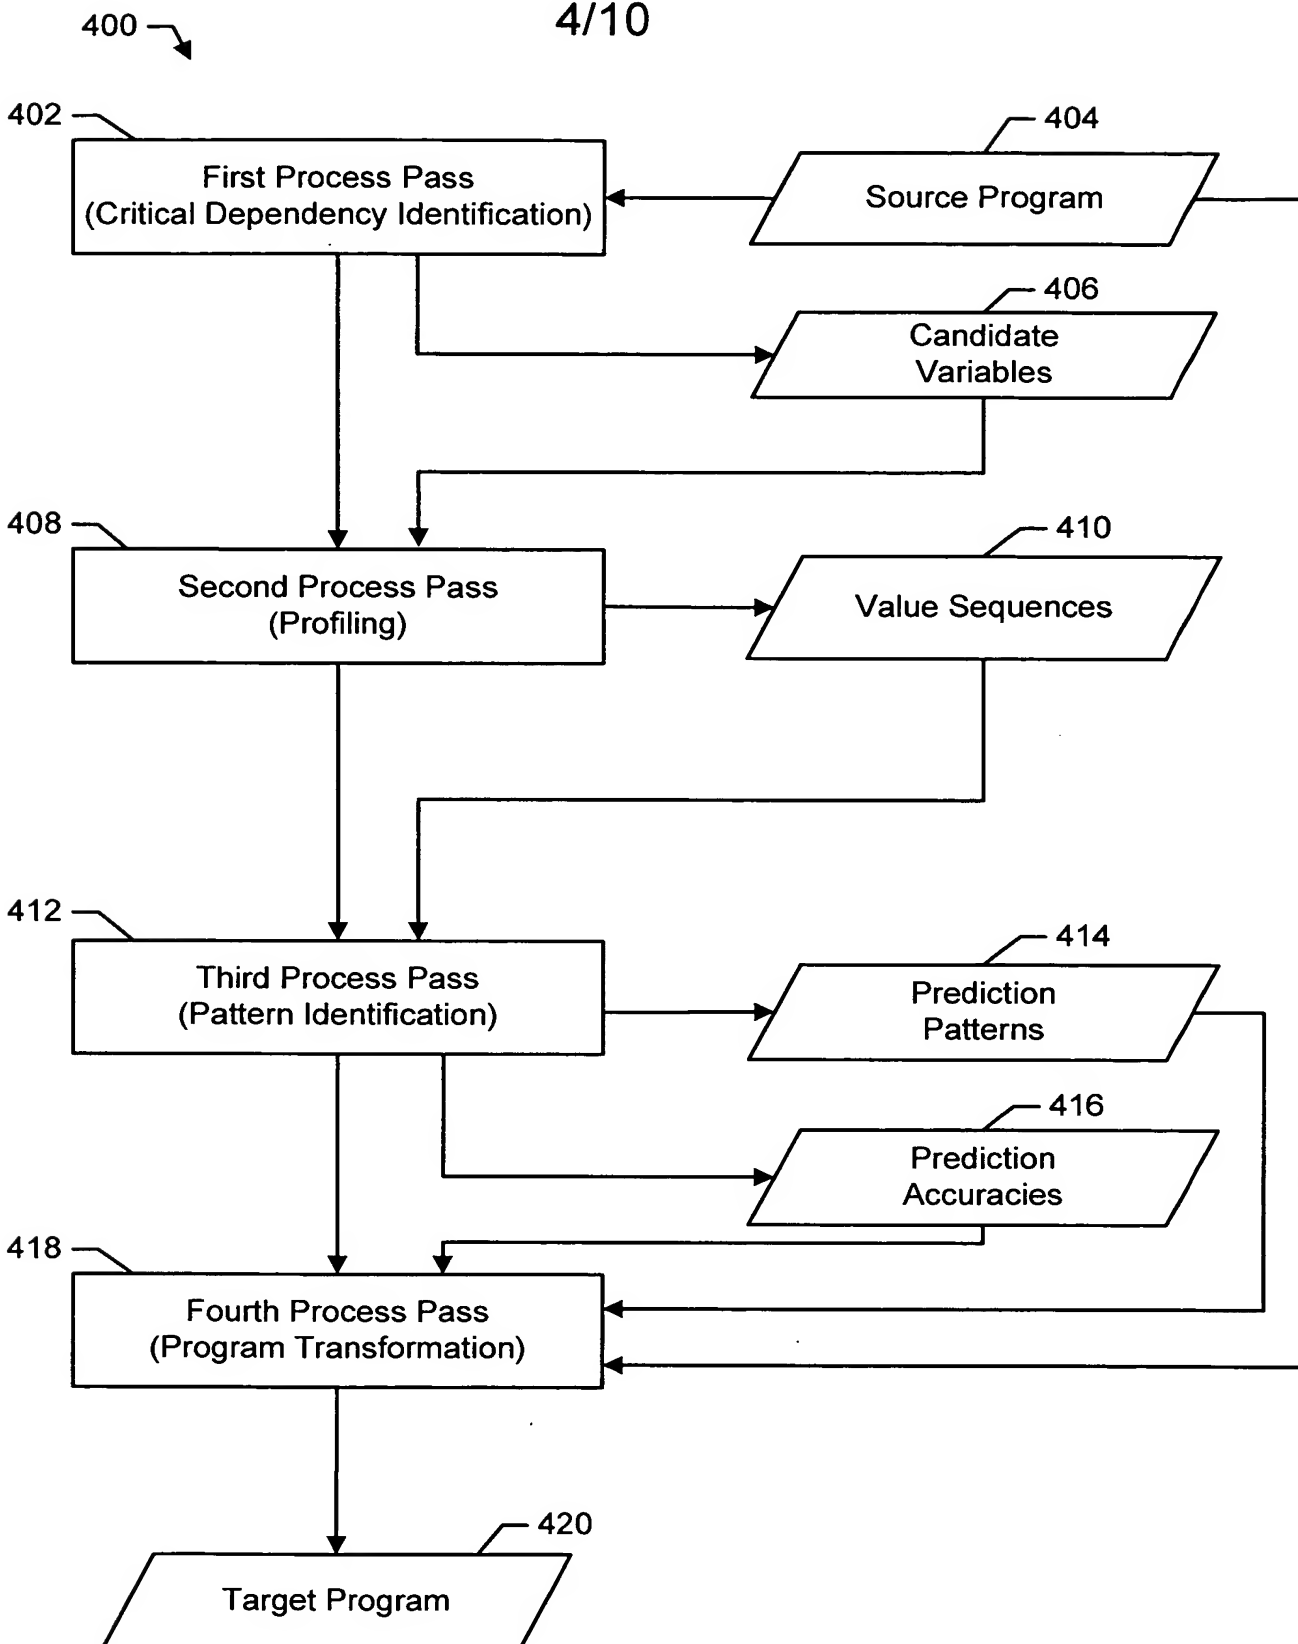 4/10
400
402
First Process Pass
(Critical Dependency Identification)
404
Source Program
406
Candidate
Variables
408
Second Process Pass
(Profiling)
410
Value Sequences
412
Third Process Pass
(Pattern Identification)
414
Prediction
Patterns
416
Prediction
Accuracies
418
Fourth Process Pass
(Program Transformation)
420
Target Program